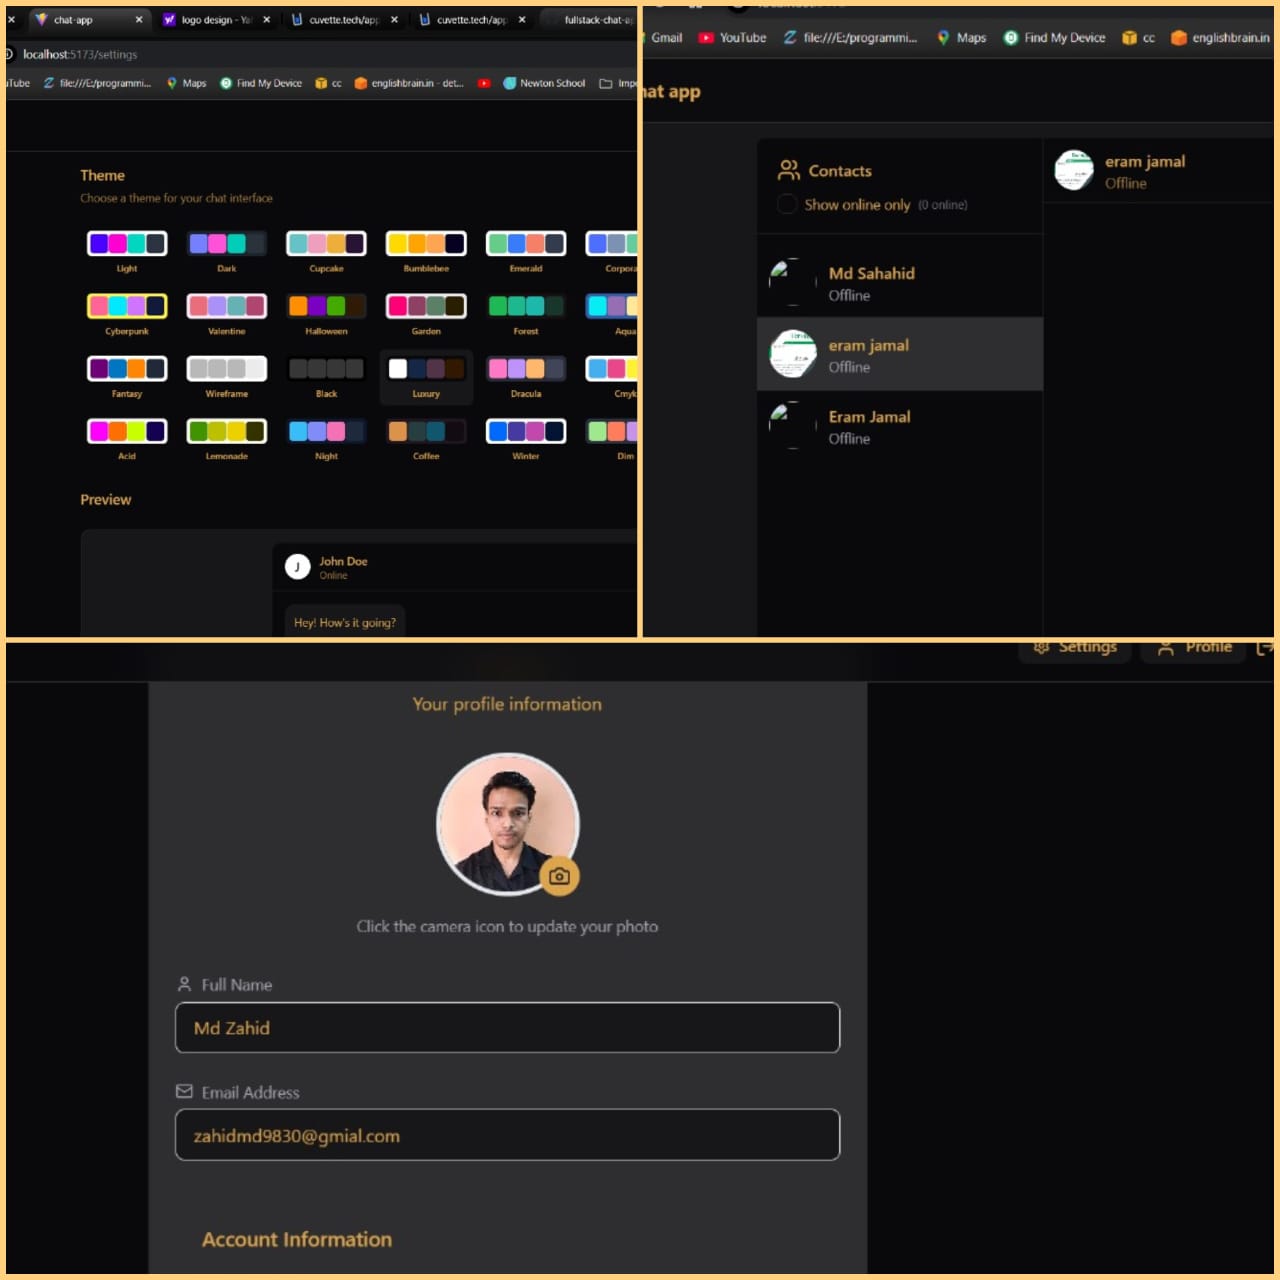 chat-app
logo design - Ya
cuvette.tech/app
cuvette.tech/app
fullstack-chat-a
localhost:5173/settings
uTube
file:///E:/programmi...
Maps
Find My Device
cc
englishbrain.in - det...
Newton School
Impo
Theme
Choose a theme for your chat interface
Light
Dark
Cupcake
Bumblebee
Emerald
Corpora
Cyberpunk
Valentine
Halloween
Garden
Forest
Aqua
Fantasy
Wireframe
Black
Luxury
Dracula
Cmyk
Acid
Lemonade
Night
Coffee
Winter
Dim
Preview
J
John Doe
Online
Hey! How's it going?
Gmail
YouTube
file:///E:/programmi...
Maps
Find My Device
cc
englishbrain.in
hat app
Contacts
Show online only (0 online)
Md Sahahid
Offline
eram jamal
Offline
Eram Jamal
Offline
eram jamal
Offline
Settings
Profile
Your profile information
Click the camera icon to update your photo
Full Name
Md Zahid
Email Address
zahidmd9830@gmial.com
Account Information